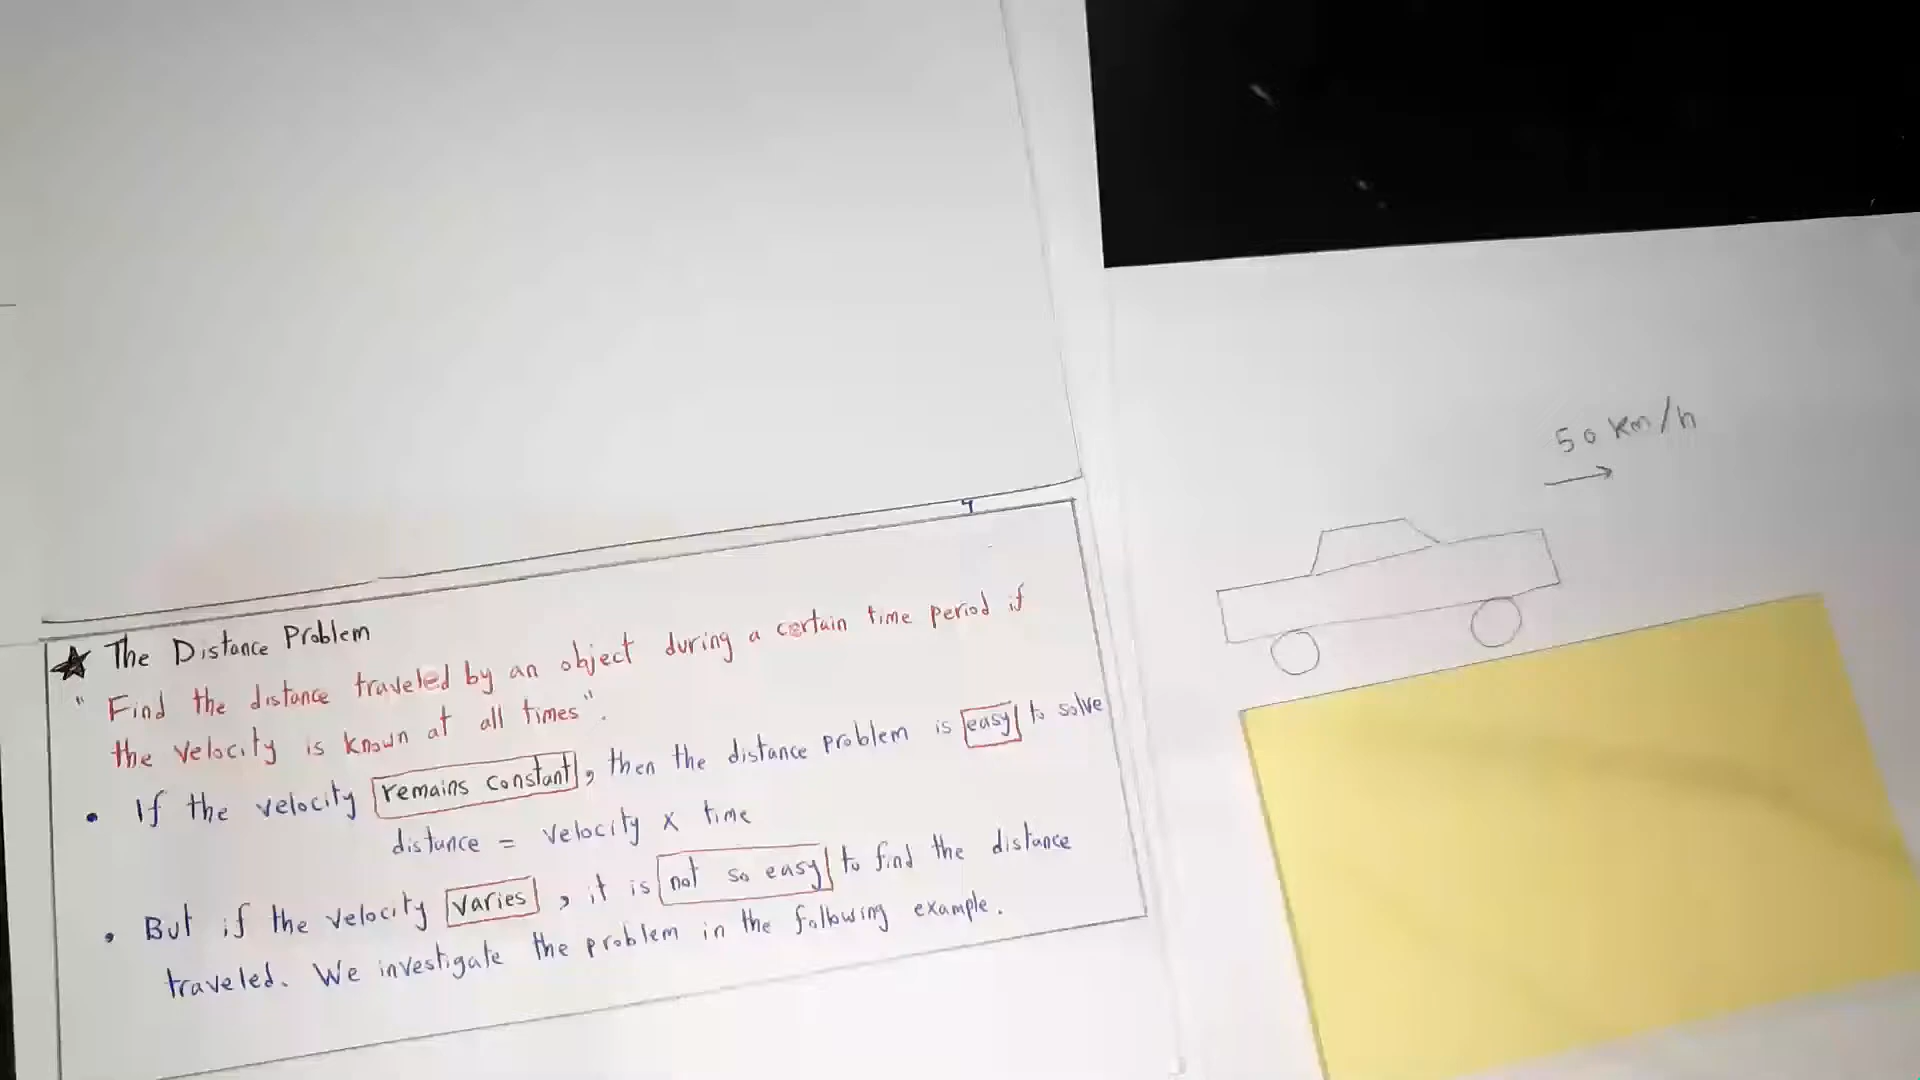 4
The Distance Problem
"Find the distance traveled by an object during a certain time period if
the velocity is known at all times".
• If the velocity remains constant, then the distance problem is easy to solve
distance = velocity x time
• But if the velocity varies, it is not so easy to find the distance
traveled. We investigate the problem in the following example.
50 km/h